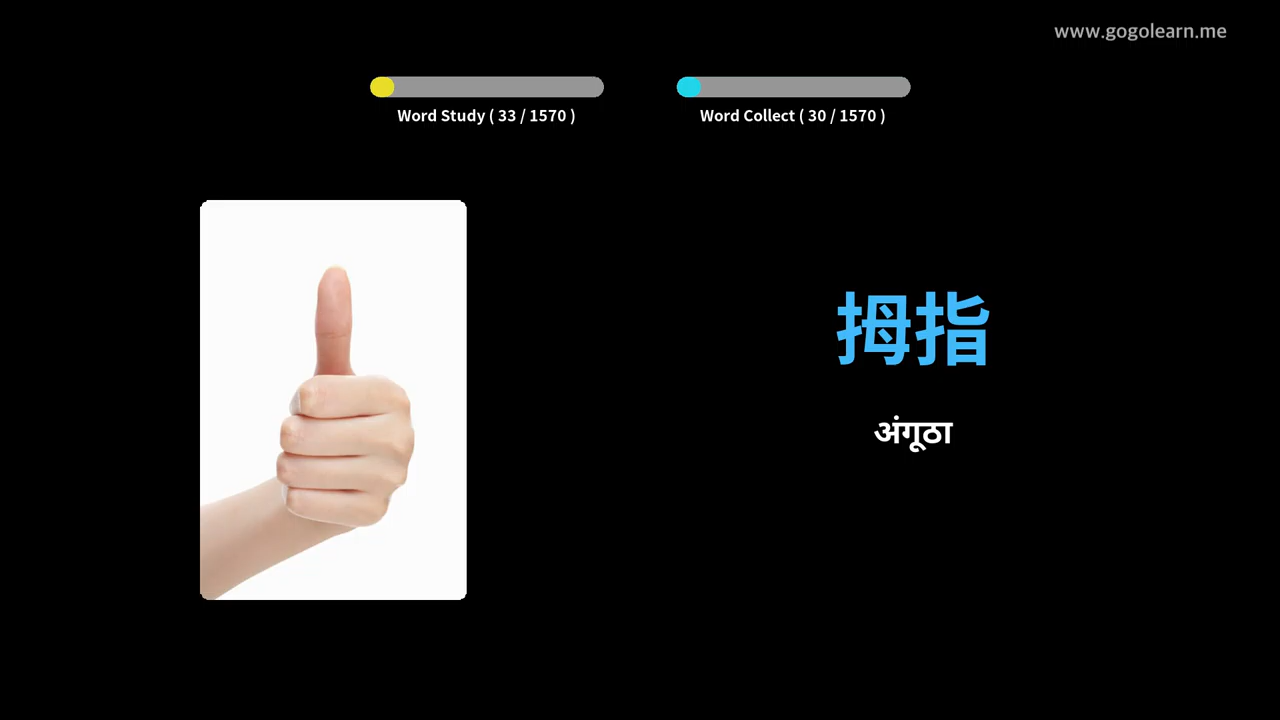 www.gogolearn.me
Word Study ( 33 / 1570 )
Word Collect ( 30 / 1570 )
拇指
अंगूठा